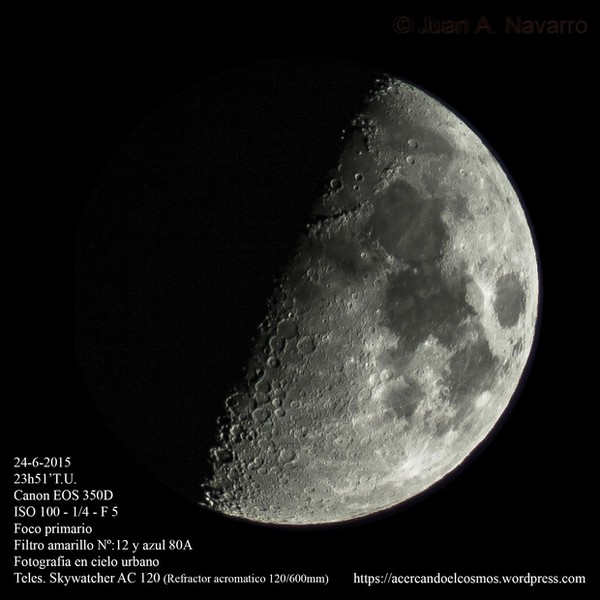 © Juan A. Navarro
24-6-2015
23h51'T.U.
Canon EOS 350D
ISO 100 - 1/4 - F 5
Foco primario
Filtro amarillo Nº:12 y azul 80A
Fotografia en cielo urbano
Teles. Skywatcher AC 120 (Refractor acromatico 120/600mm)
https://acercandoelcosmos.wordpress.com